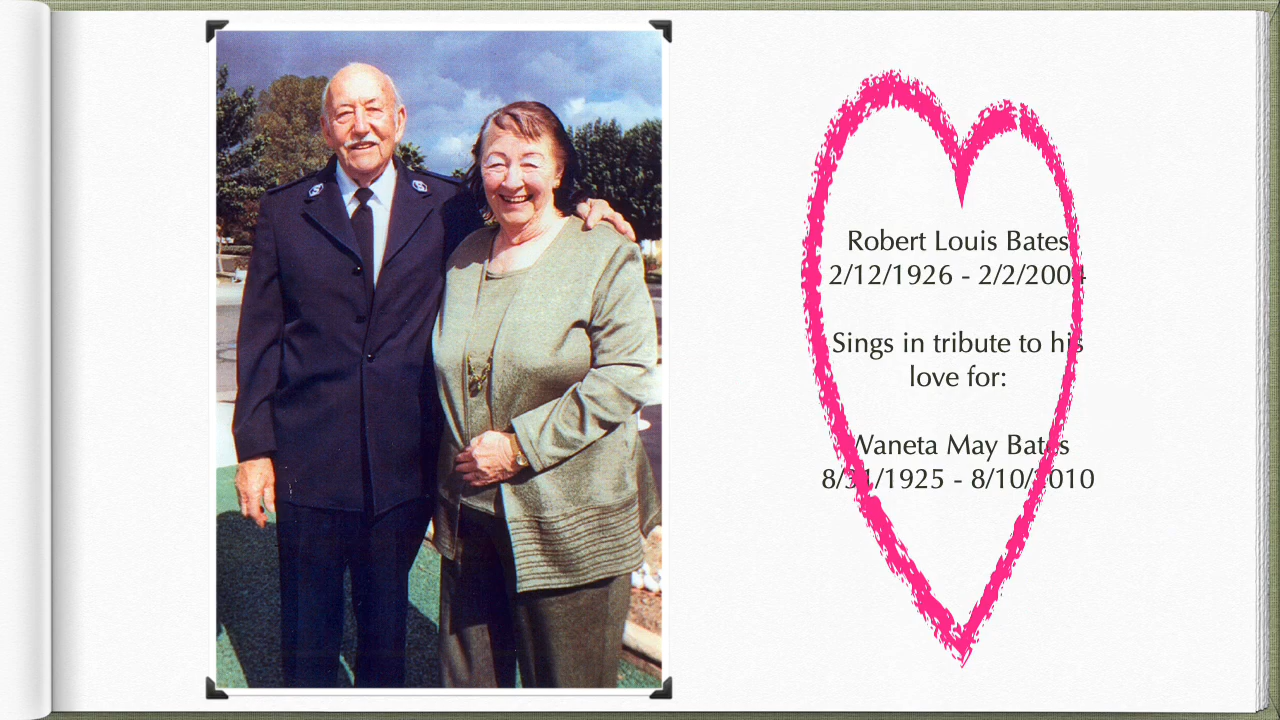 Robert Louis Bates
2/12/1926 - 2/2/2004
Sings in tribute to his
love for:
Waneta May Bates
8/31/1925 - 8/10/2010